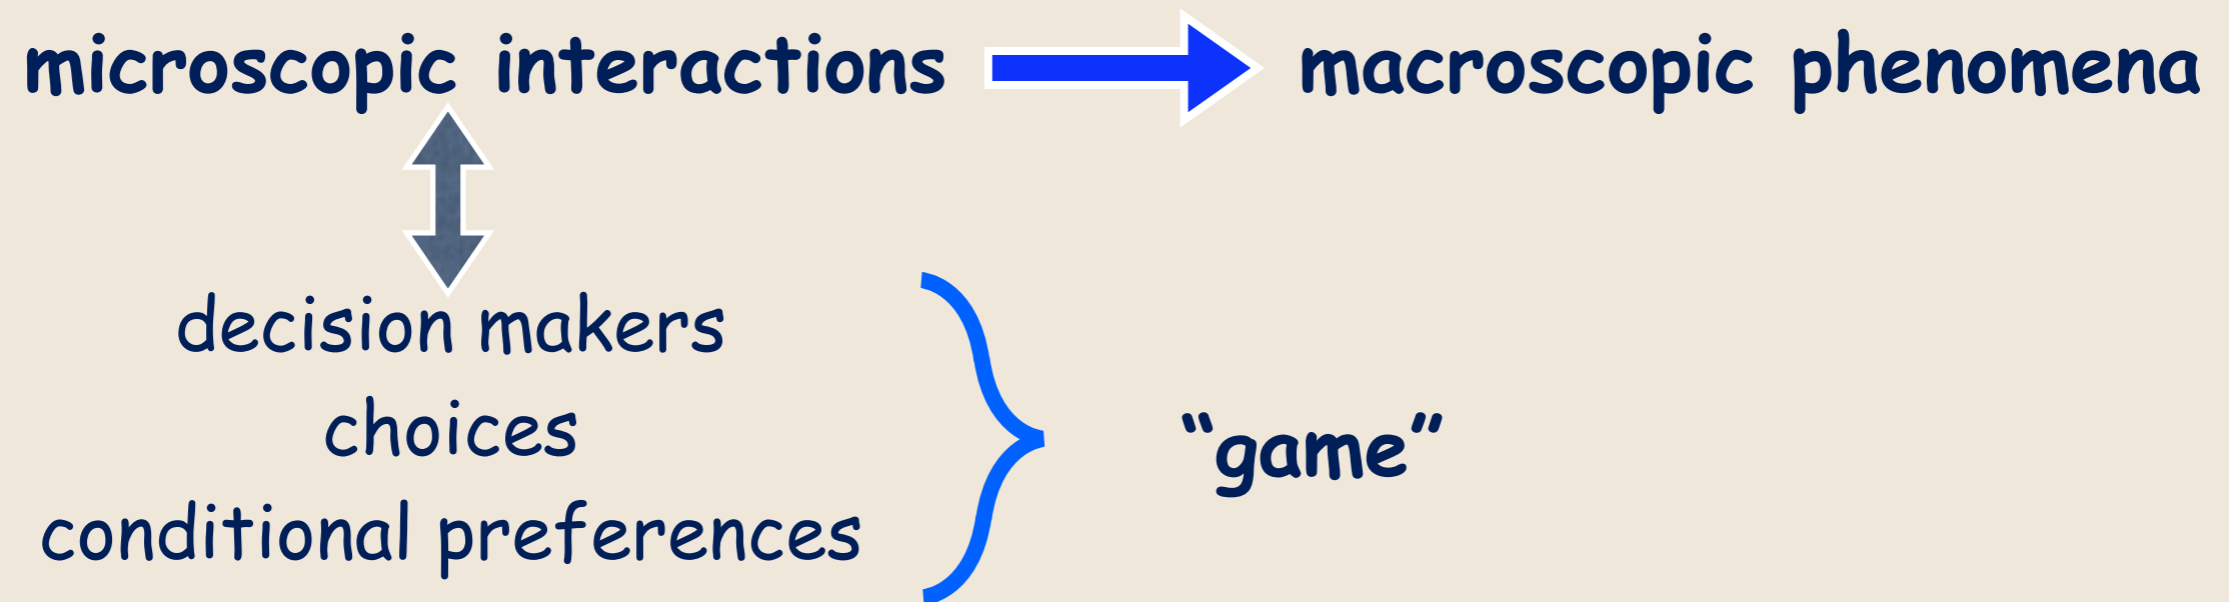 microscopic interactions
macroscopic phenomena
decision makers
choices
conditional preferences
“game”